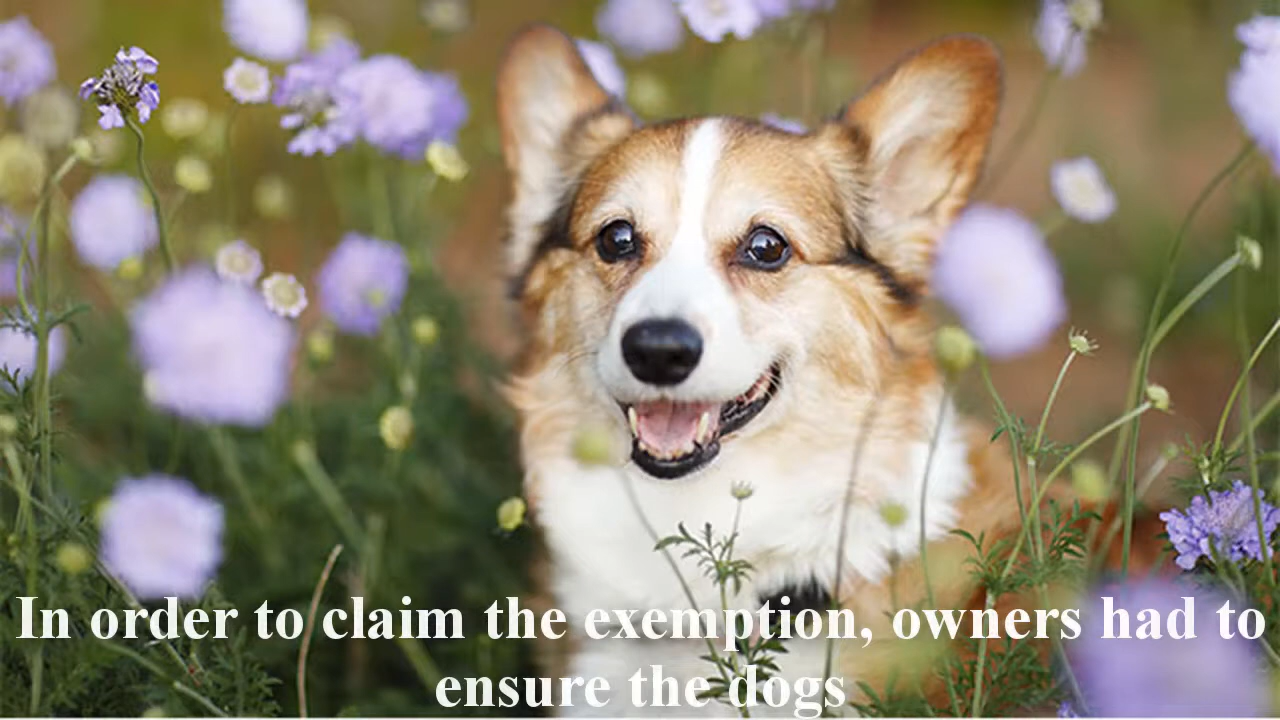 In order to claim the exemption, owners had to
ensure the dogs